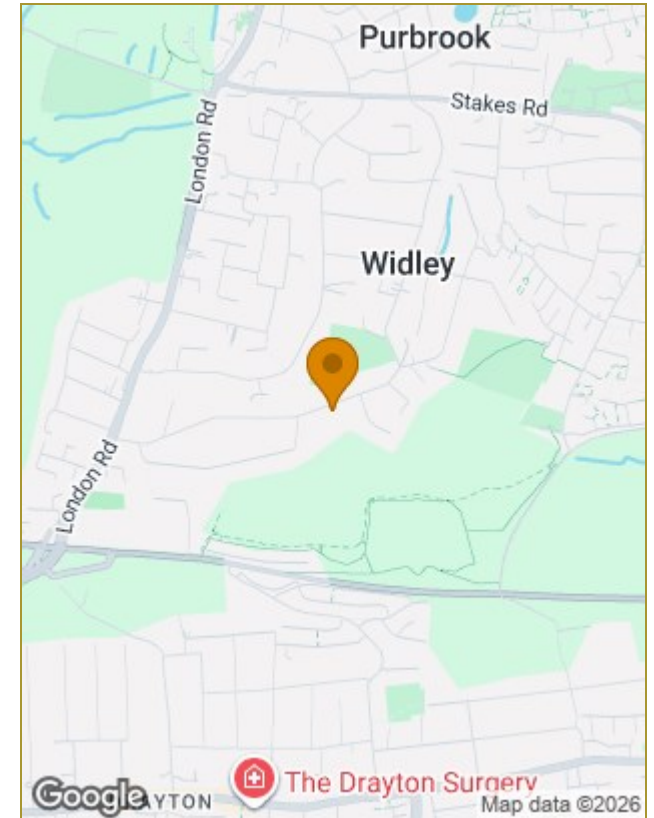 Purbrook
Stakes Rd
London Rd
Widley
London Rd
The Drayton Surgery
Google
AYTON
Map data ©2026